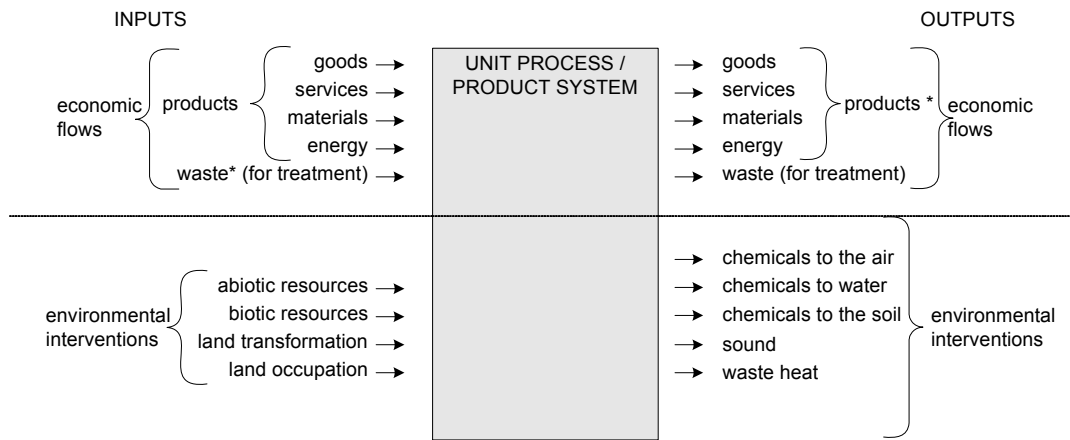 INPUTS
OUTPUTS
economic
flows
products
goods
services
materials
energy
waste* (for treatment)
UNIT PROCESS /
PRODUCT SYSTEM
goods
services
materials
energy
waste (for treatment)
products *
economic
flows
environmental
interventions
abiotic resources
biotic resources
land transformation
land occupation
chemicals to the air
chemicals to water
chemicals to the soil
sound
waste heat
environmental
interventions